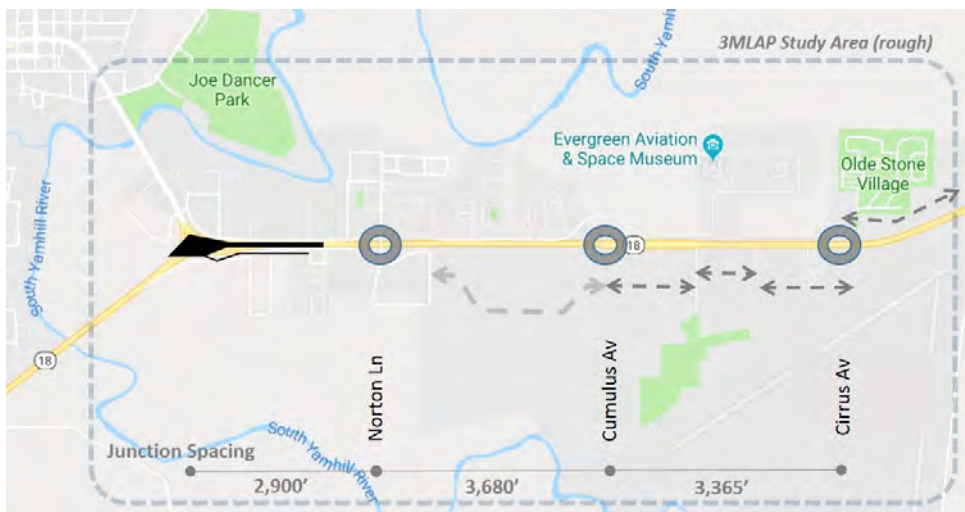 3MLAP Study Area (rough)
Joe Dancer
Park
South Yamh
Evergreen Aviation
& Space Museum
Olde Stone
Village
South Yamhill River
18
18
Norton Ln
Cumulus Av
Cirrus Av
South Yamhill River
Junction Spacing
2,900’
3,680’
3,365’